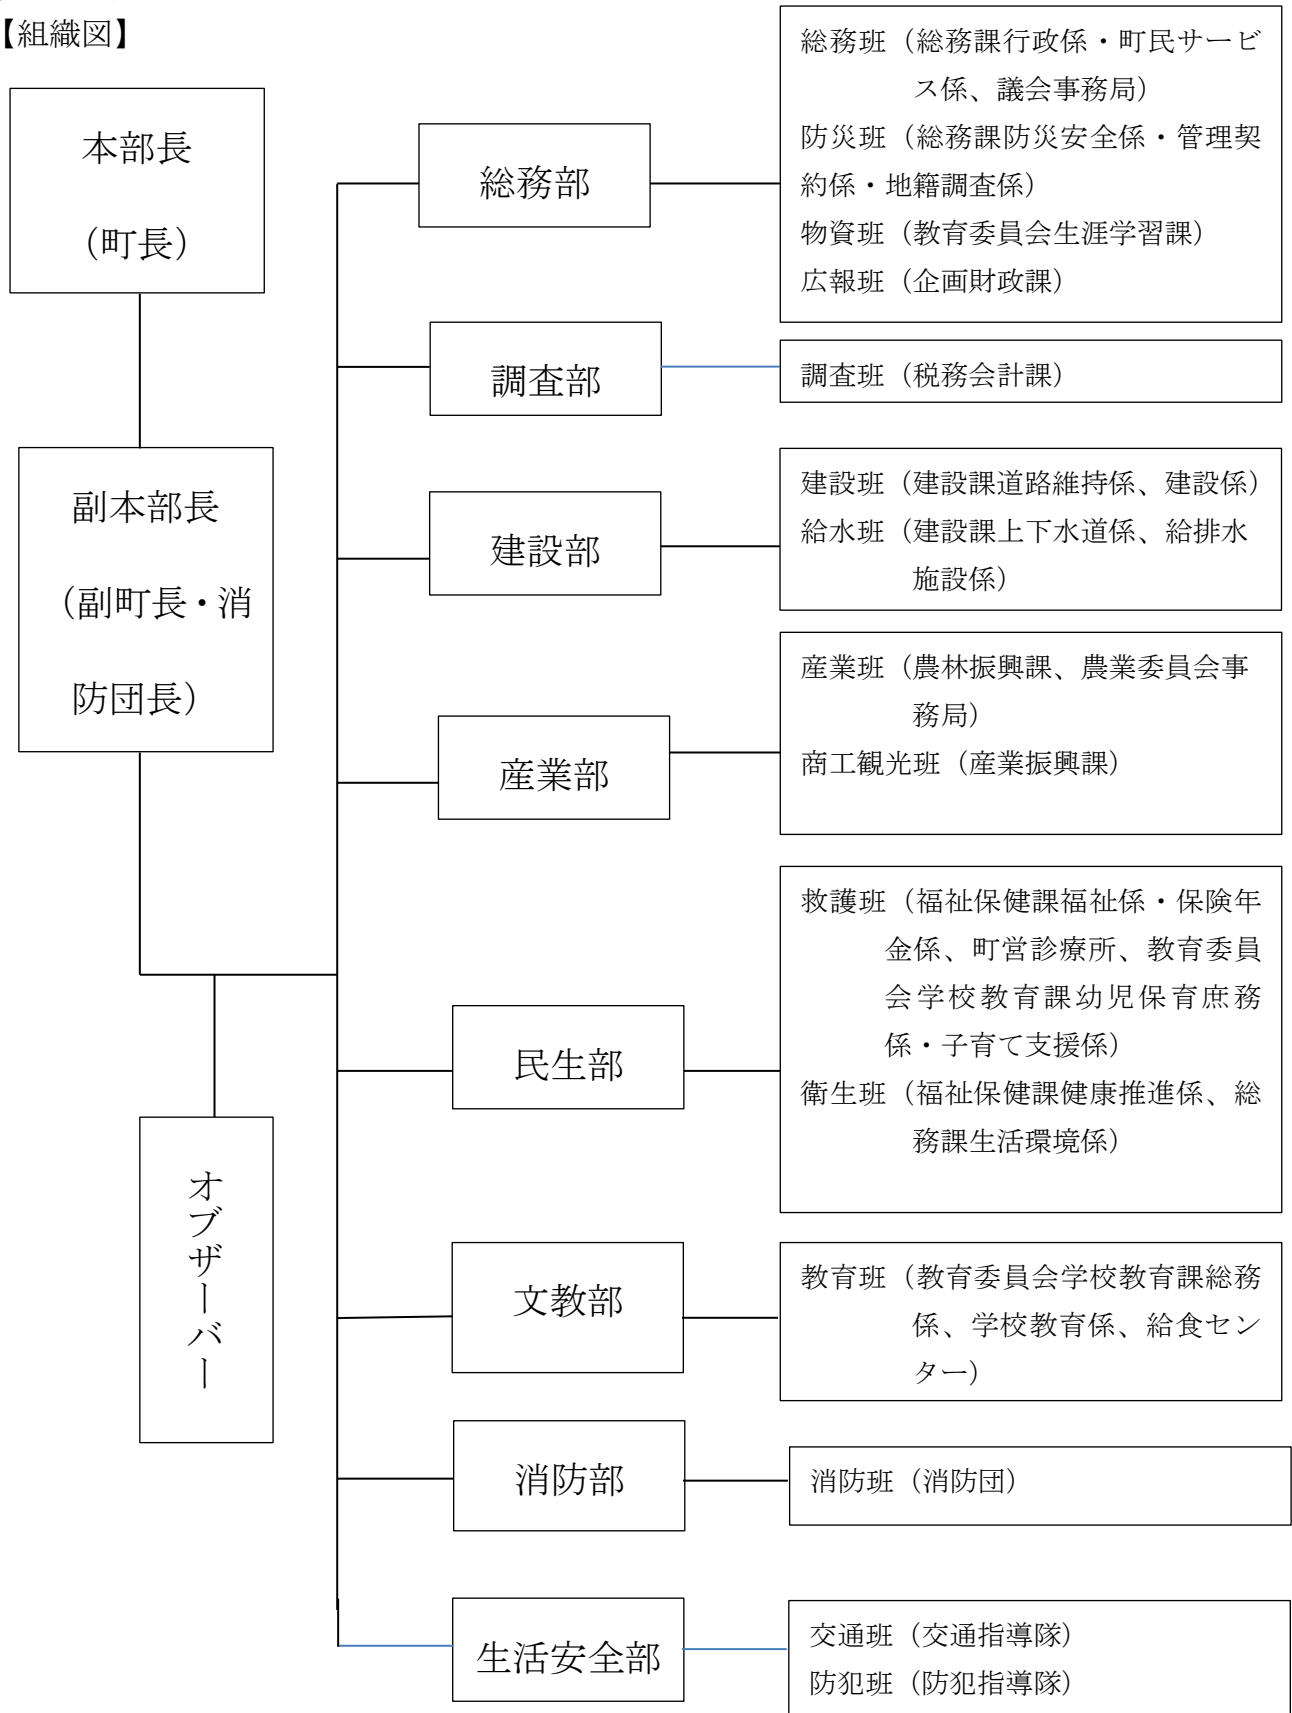 【組織図】
本部長
（町長）
副本部長
（副町長・消
防団長）
オブザーバー
総務部
総務班（総務課行政係・町民サービ
ス係、議会事務局）
防災班（総務課防災安全係・管理契
約係・地籍調査係）
物資班（教育委員会生涯学習課）
広報班（企画財政課）
調査部
調査班（税務会計課）
建設部
建設班（建設課道路維持係、建設係）
給水班（建設課上下水道係、給排水
施設係）
産業部
産業班（農林振興課、農業委員会事
務局）
商工観光班（産業振興課）
民生部
救護班（福祉保健課福祉係・保険年
金係、町営診療所、教育委員
会学校教育課幼児保育庶務
係・子育て支援係）
衛生班（福祉保健課健康推進係、総
務課生活環境係）
文教部
教育班（教育委員会学校教育課総務
係、学校教育係、給食セン
ター）
消防部
消防班（消防団）
生活安全部
交通班（交通指導隊）
防犯班（防犯指導隊）